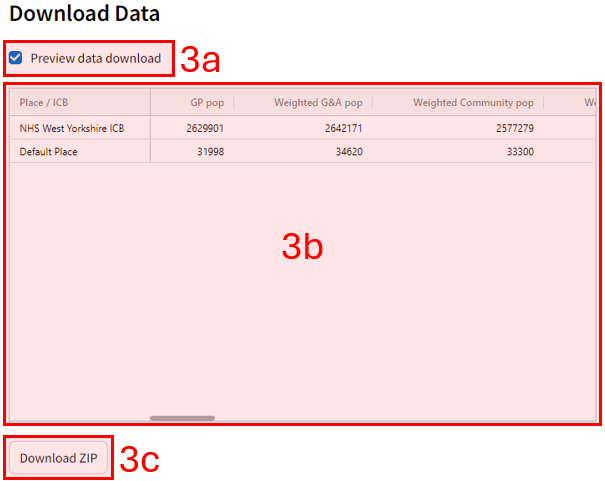 Download Data
Preview data download 3a
Place / ICB GP pop Weighted G&A pop Weighted Community pop
NHS West Yorkshire ICB 2629901 2642171 2577279
Default Place 31998 34620 33300
3b
Download ZIP 3c